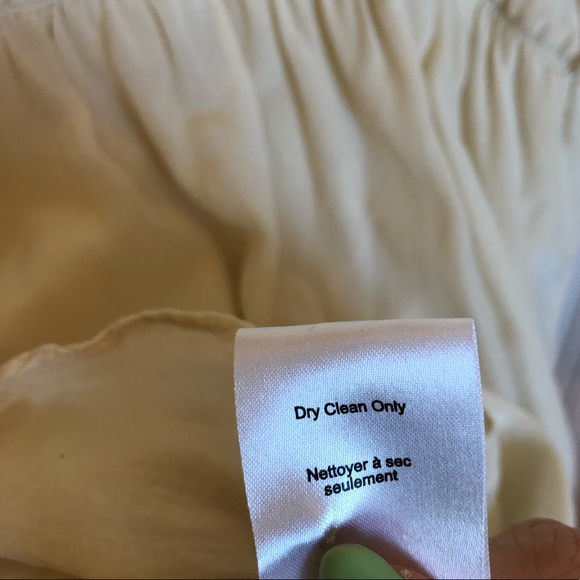 Dry Clean Only
Nettoyer à sec
seulement